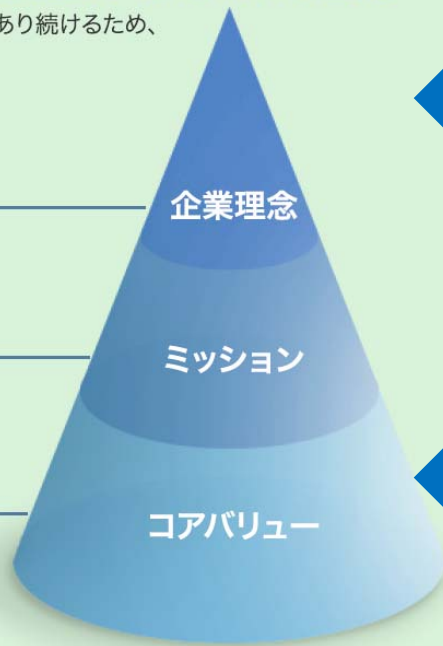 あり続けるため、
企業理念
ミッション
コアバリュー